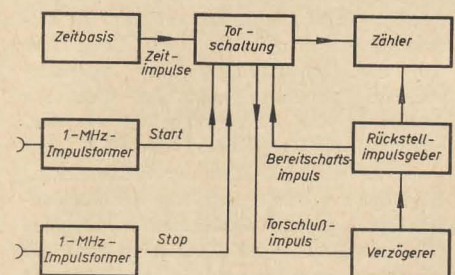 Zeitbasis
Zeit-
impulse
Tor-
schaltung
Zähler
1-MHz-
Impulsformer
Start
Bereitschafts-
impuls
Rückstell-
impulsgeber
1-MHz-
Impulsformer
Stop
Torschluß-
impuls
Verzögerer